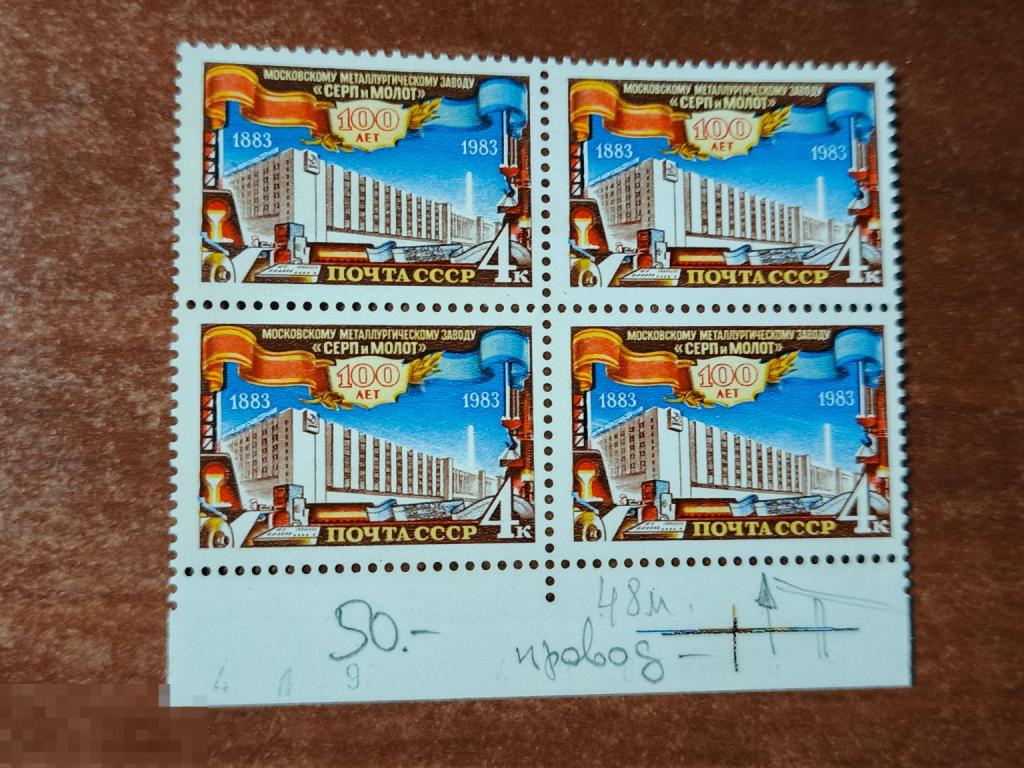 МОСКОВСКОМУ МЕТАЛЛУРГИЧЕСКОМУ ЗАВОДУ
«СЕРП и МОЛОТ»
100
ЛЕТ
1883 1983
ПОЧТА СССР 4к
МОСКОВСКОМУ МЕТАЛЛУРГИЧЕСКОМУ ЗАВОДУ
«СЕРП и МОЛОТ»
100
ЛЕТ
1883 1983
ПОЧТА СССР 4к
МОСКОВСКОМУ МЕТАЛЛУРГИЧЕСКОМУ ЗАВОДУ
«СЕРП и МОЛОТ»
100
ЛЕТ
1883 1983
ПОЧТА СССР 4к
МОСКОВСКОМУ МЕТАЛЛУРГИЧЕСКОМУ ЗАВОДУ
«СЕРП и МОЛОТ»
100
ЛЕТ
1883 1983
ПОЧТА СССР 4к
50.-
48м.
провод -